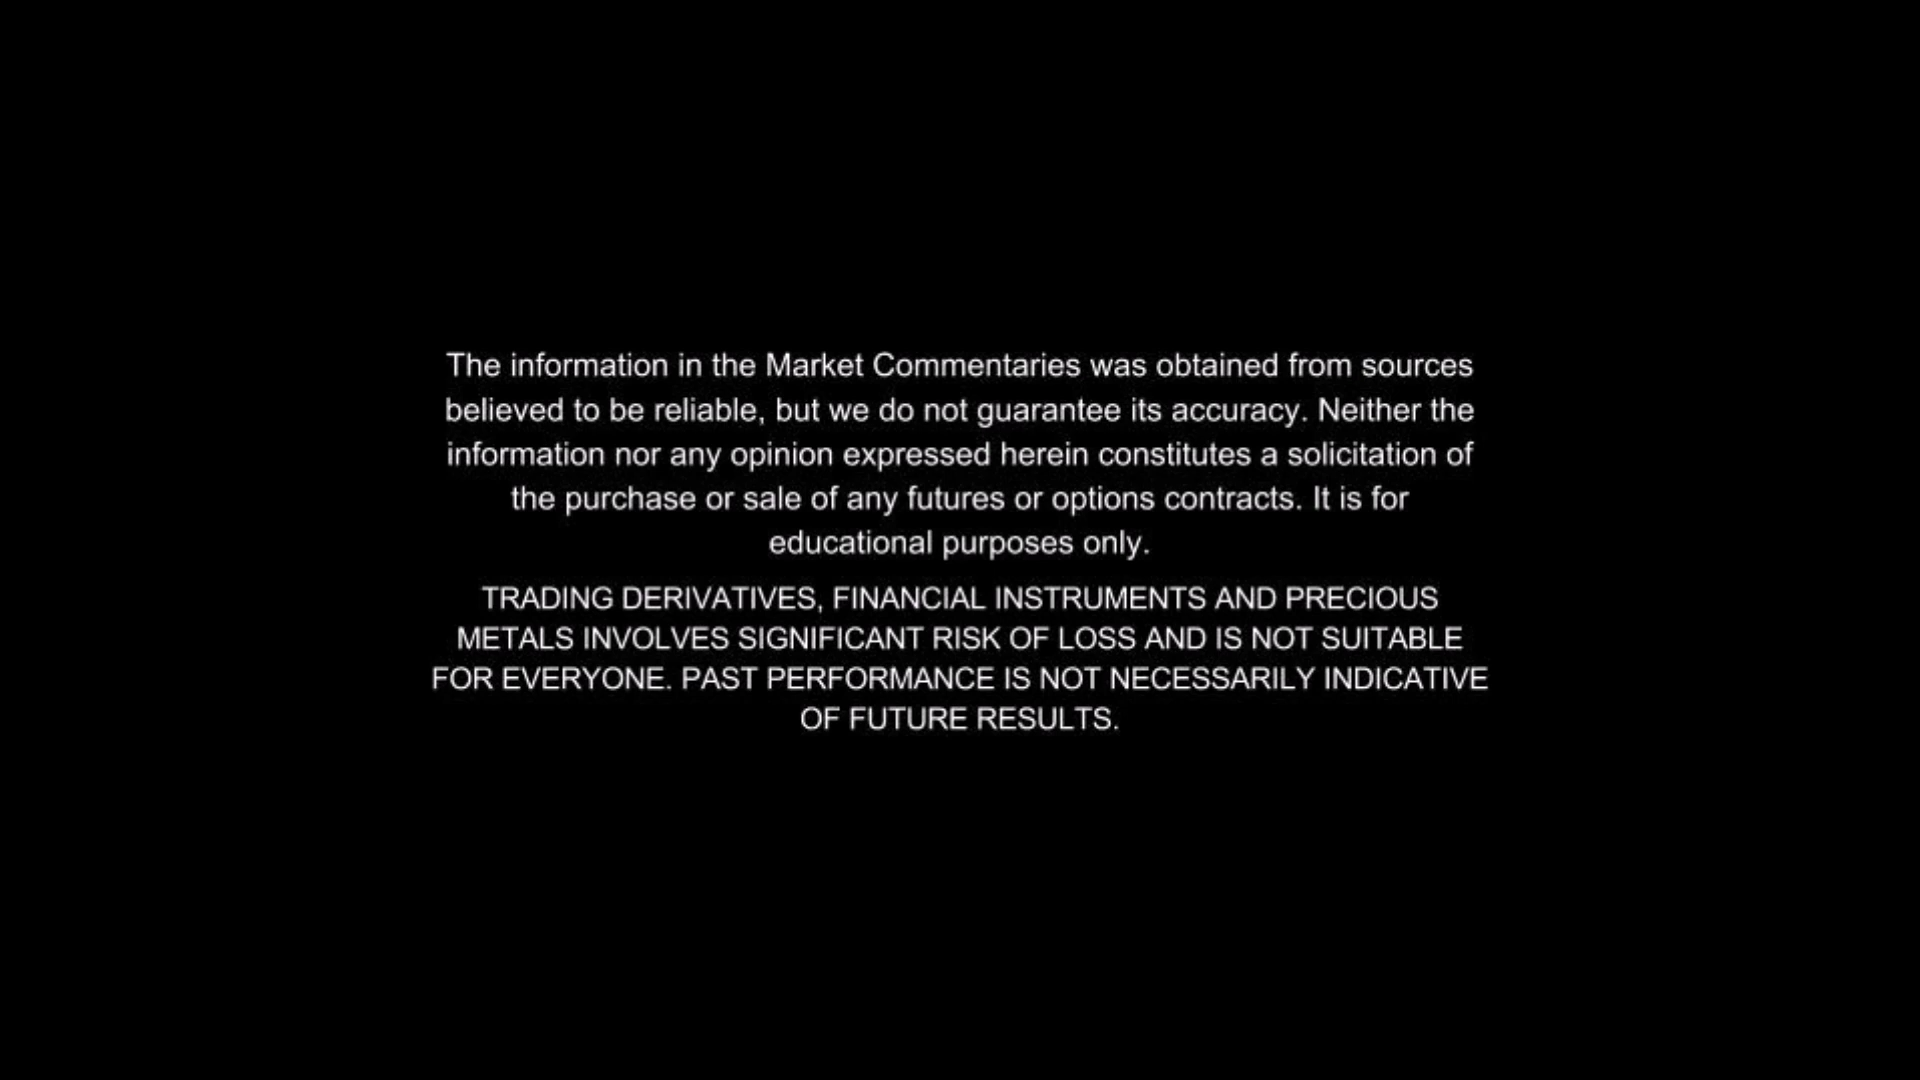 The information in the Market Commentaries was obtained from sources
believed to be reliable, but we do not guarantee its accuracy. Neither the
information nor any opinion expressed herein constitutes a solicitation of
the purchase or sale of any futures or options contracts. It is for
educational purposes only.
TRADING DERIVATIVES, FINANCIAL INSTRUMENTS AND PRECIOUS
METALS INVOLVES SIGNIFICANT RISK OF LOSS AND IS NOT SUITABLE
FOR EVERYONE. PAST PERFORMANCE IS NOT NECESSARILY INDICATIVE
OF FUTURE RESULTS.